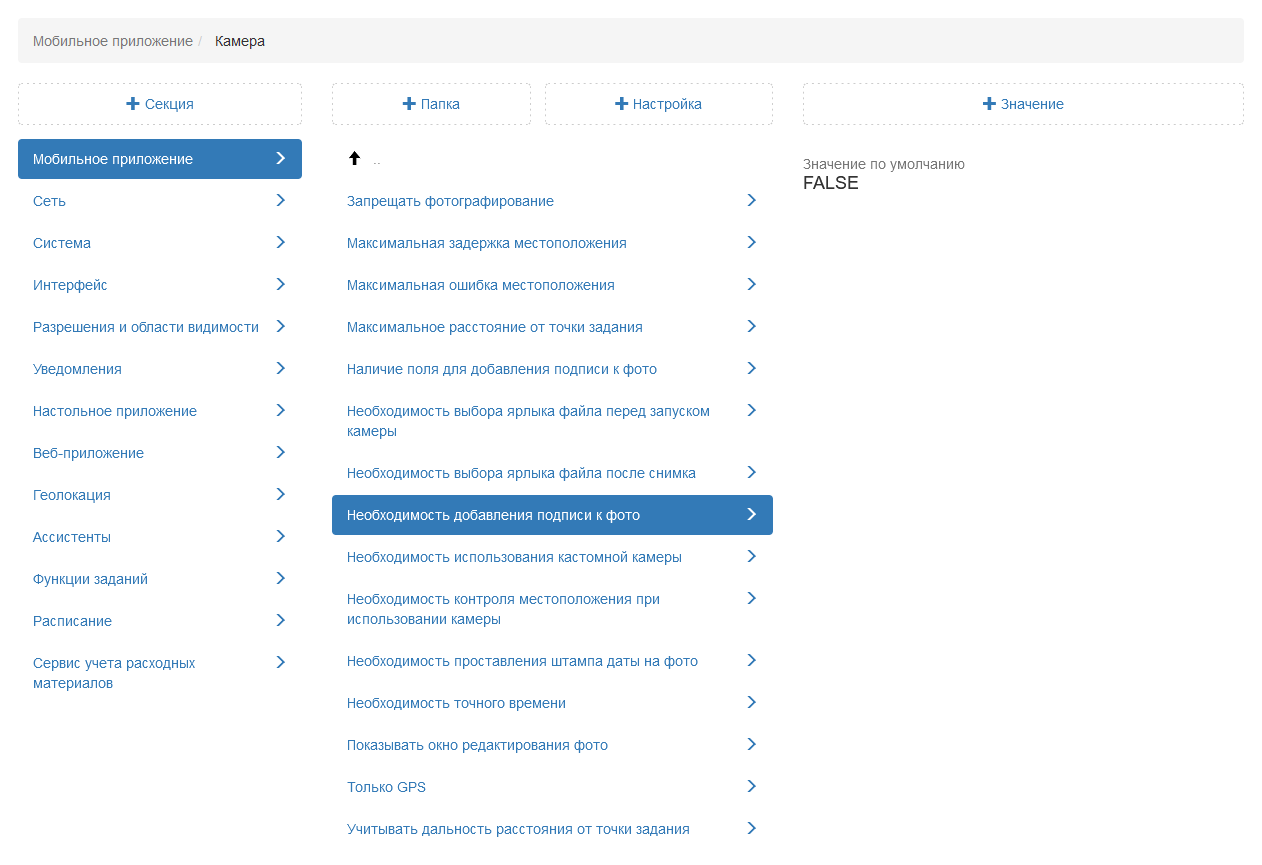 Мобильное приложение / Камера
Секция
Папка
Настройка
Значение
Мобильное приложение
Сеть
Система
Интерфейс
Разрешения и области видимости
Уведомления
Настольное приложение
Веб-приложение
Геолокация
Ассистенты
Функции заданий
Расписание
Сервис учета расходных
материалов
..
Запрещать фотографирование
Максимальная задержка местоположения
Максимальная ошибка местоположения
Максимальное расстояние от точки задания
Наличие поля для добавления подписи к фото
Необходимость выбора ярлыка файла перед запуском
камеры
Необходимость выбора ярлыка файла после снимка
Необходимость добавления подписи к фото
Необходимость использования кастомной камеры
Необходимость контроля местоположения при
использовании камеры
Необходимость проставления штампа даты на фото
Необходимость точного времени
Показывать окно редактирования фото
Только GPS
Учитывать дальность расстояния от точки задания
Значение по умолчанию
FALSE